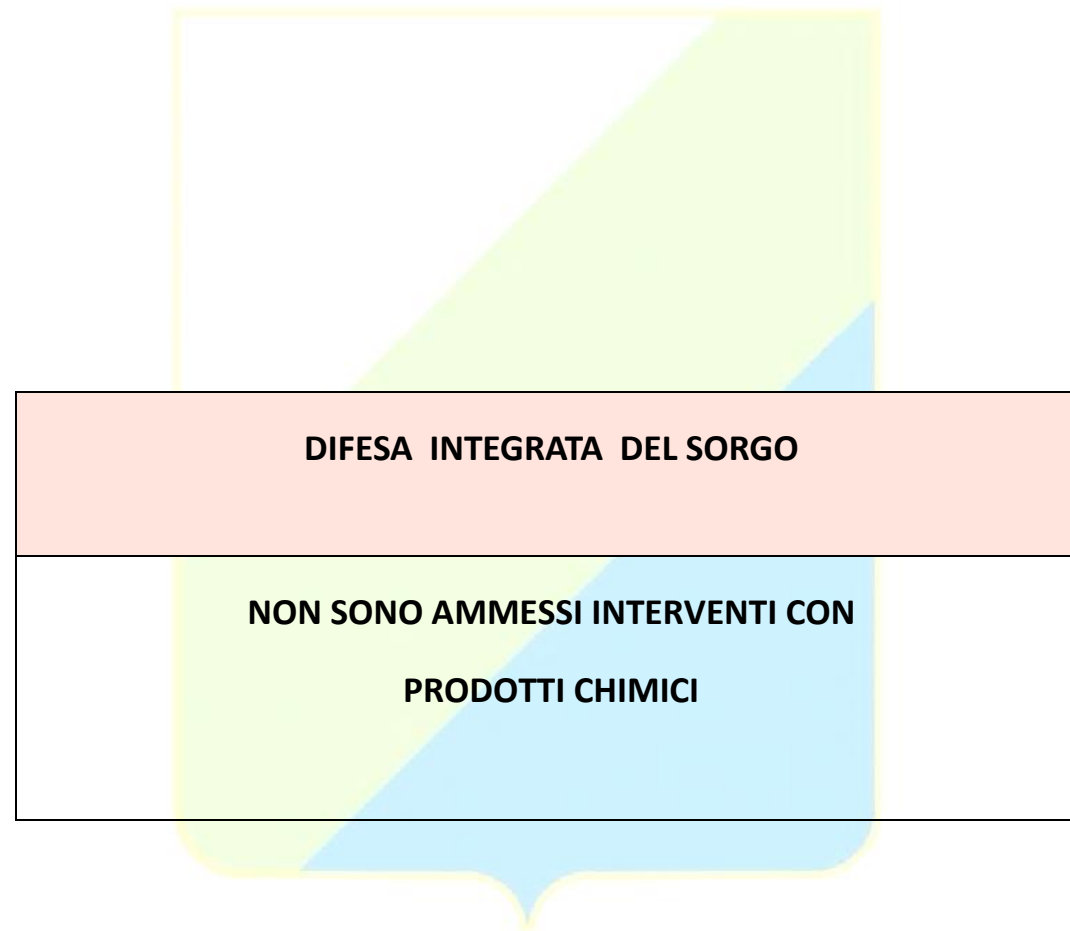 DIFESA INTEGRATA DEL SORGO
NON SONO AMMESSI INTERVENTI CON
PRODOTTI CHIMICI